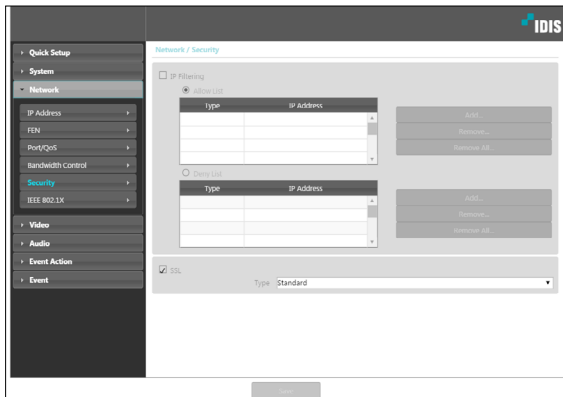 IDIS
Quick Setup
System
Network
IP Address
FEN
Port/QoS
Bandwidth Control
Security
IEEE 802.1X
Video
Audio
Event Action
Event
Network / Security
IP Filtering
Allow List
Type IP Address
Add...
Remove...
Remove All...
Deny List
Type IP Address
Add...
Remove...
Remove All...
SSL
Type Standard
Save